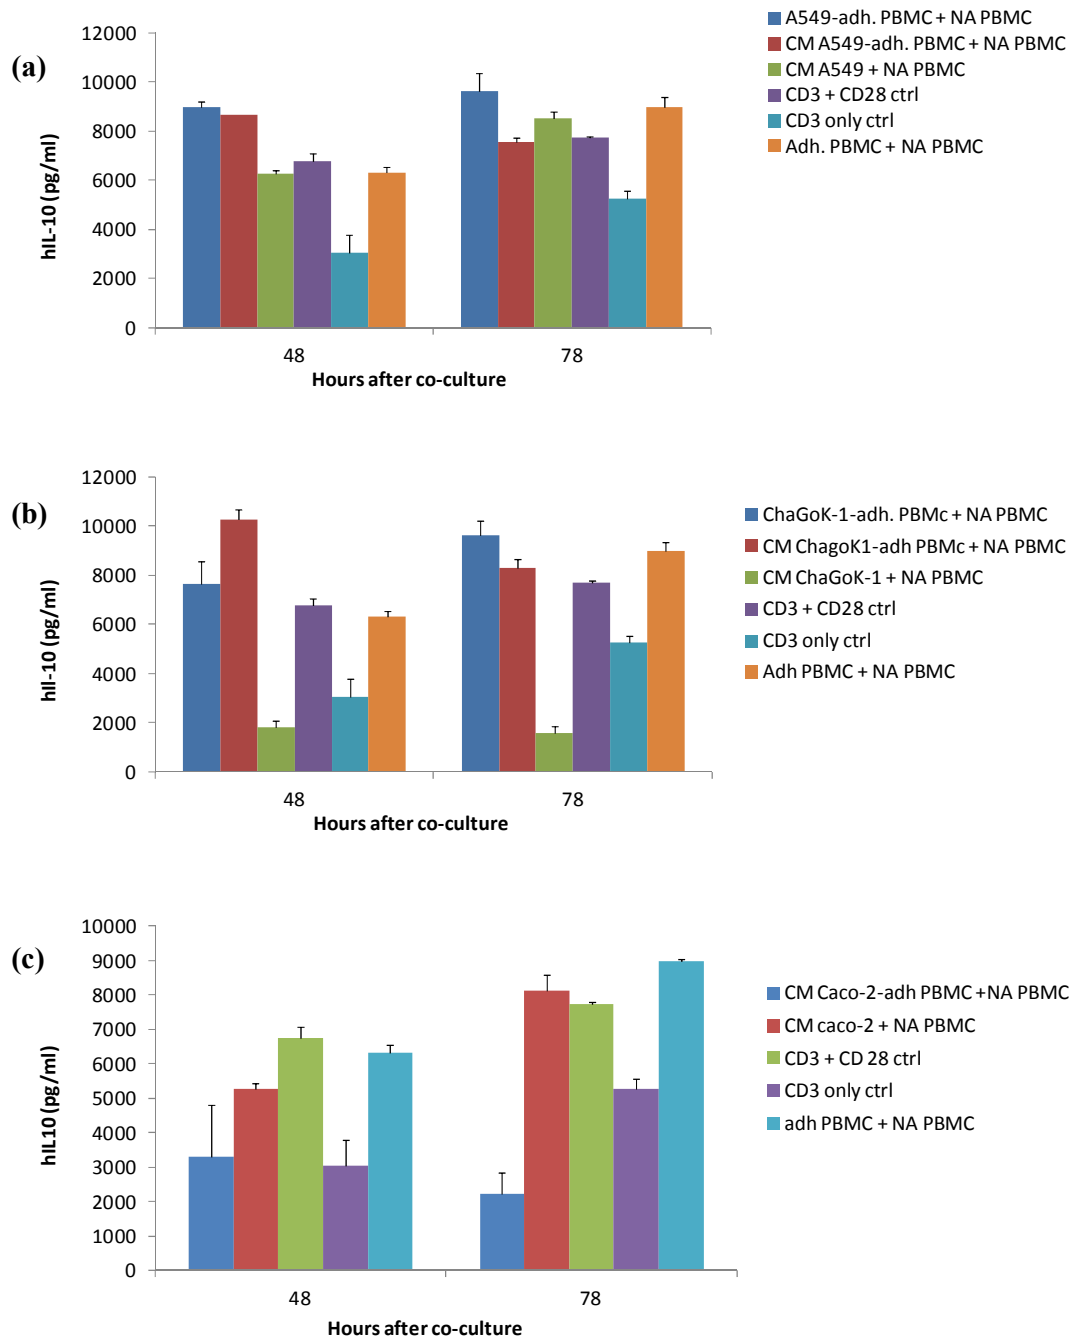 (a)
hIL-10 (pg/ml)
12000
10000
8000
6000
4000
2000
0
48
78
Hours after co-culture
A549-adh. PBMC + NA PBMC
CM A549-adh. PBMC + NA PBMC
CM A549 + NA PBMC
CD3 + CD28 ctrl
CD3 only ctrl
Adh. PBMC + NA PBMC
(b)
hIl-10 (pg/ml)
12000
10000
8000
6000
4000
2000
0
48
78
Hours after co-culture
ChaGoK-1-adh. PBMc + NA PBMC
CM ChagoK1-adh PBMc + NA PBMC
CM ChaGoK-1 + NA PBMC
CD3 + CD28 ctrl
CD3 only ctrl
Adh PBMC + NA PBMC
(c)
hIL10 (pg/ml)
10000
9000
8000
7000
6000
5000
4000
3000
2000
1000
0
48
78
Hours after co-culture
CM Caco-2-adh PBMC +NA PBMC
CM caco-2 + NA PBMC
CD3 + CD 28 ctrl
CD3 only ctrl
adh PBMC + NA PBMC